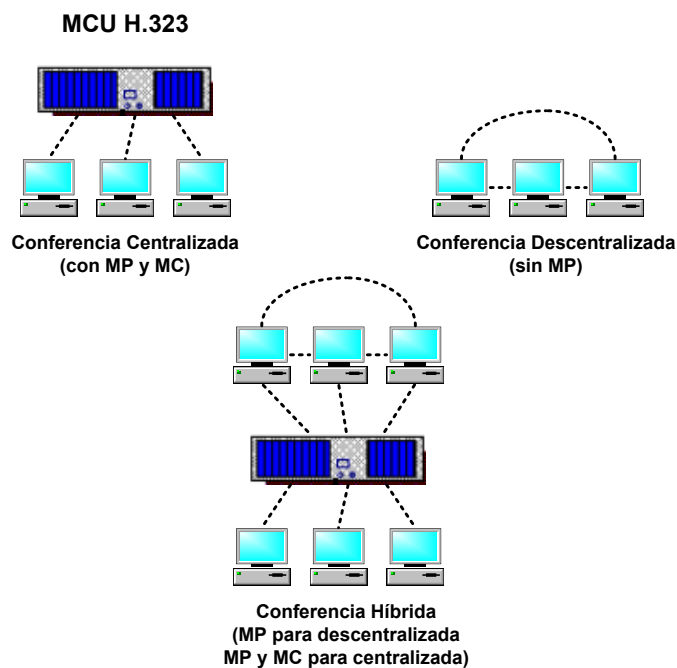 MCU H.323
Conferencia Centralizada
(con MP y MC)
Conferencia Descentralizada
(sin MP)
Conferencia Híbrida
(MP para descentralizada
MP y MC para centralizada)